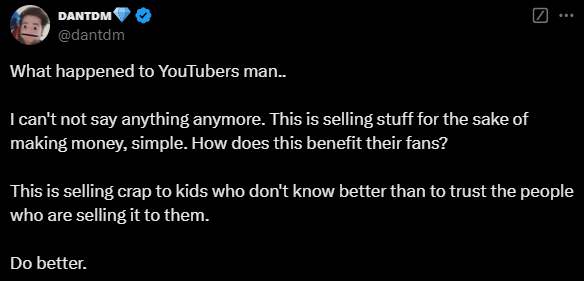 DANTDM💎
@dantdm
What happened to YouTubers man..
I can't not say anything anymore. This is selling stuff for the sake of
making money, simple. How does this benefit their fans?
This is selling crap to kids who don't know better than to trust the people
who are selling it to them.
Do better.